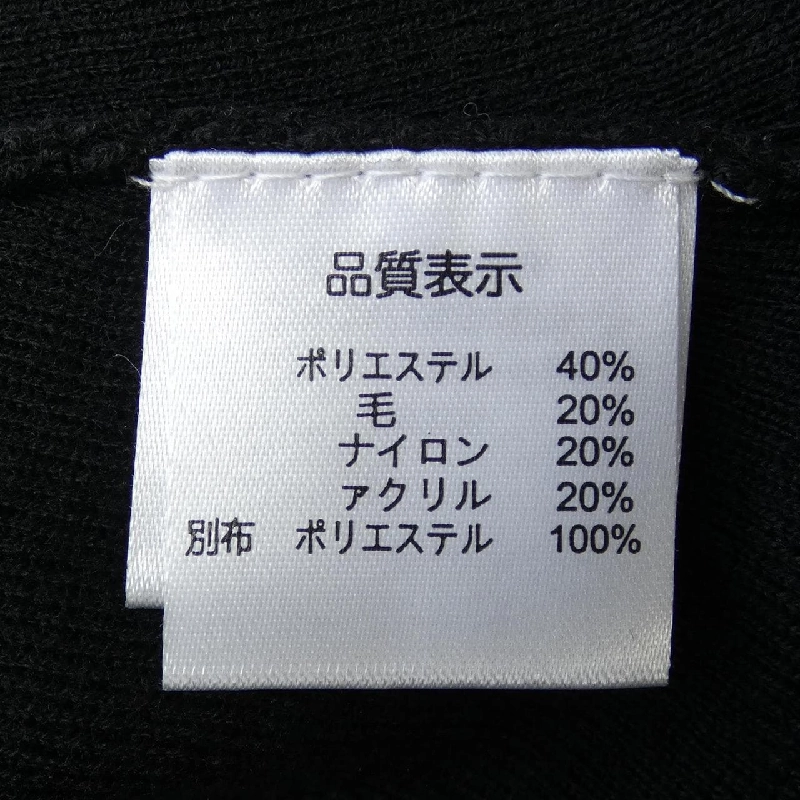 品質表示
ポリエステル 40%
毛 20%
ナイロン 20%
ァクリル 20%
別布 ポリエステル 100%